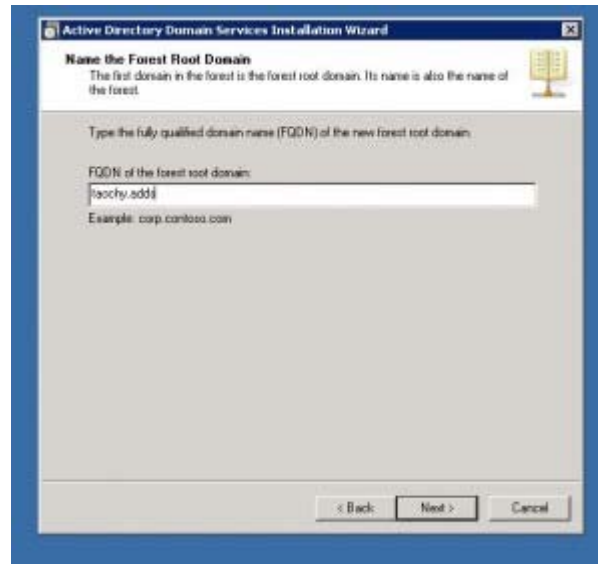 Active Directory Domain Services Installation Wizard
Name the Forest Root Domain
The first domain in the forest is the forest root domain. Its name is also the name of
the forest.
Type the fully qualified domain name (FQDN) of the new forest root domain.
FQDN of the forest root domain:
Example: corp.contoso.com
< Back
Next >
Cancel